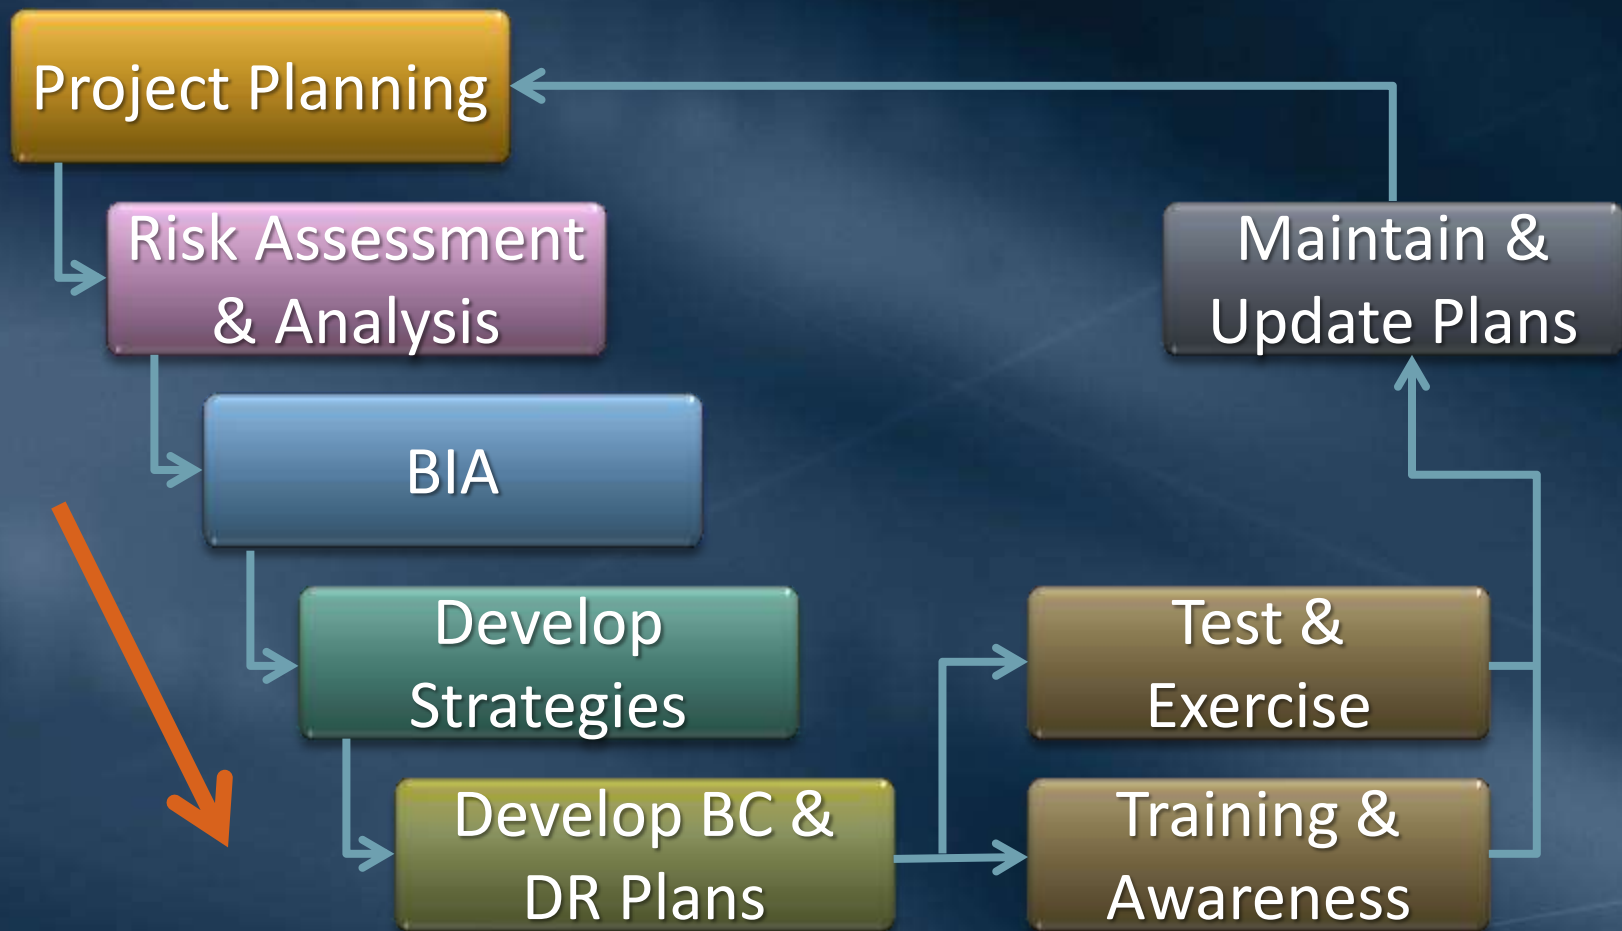 Project Planning
Risk Assessment
& Analysis
BIA
Develop
Strategies
Develop BC &
DR Plans
Test &
Exercise
Training &
Awareness
Maintain &
Update Plans